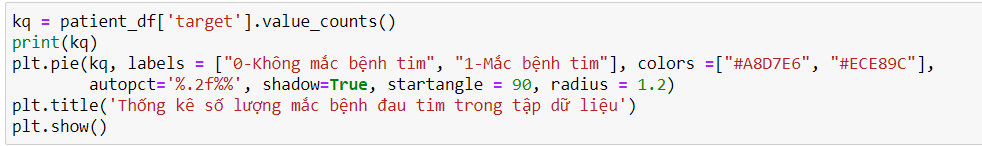 kq = patient_df['target'].value_counts()
print(kq)
plt.pie(kq, labels = ["0-Không mắc bệnh tim", "1-Mắc bệnh tim"], colors =["#A8D7E6", "#ECE89C"],
        autopct='%.2f%%', shadow=True, startangle = 90, radius = 1.2)
plt.title('Thống kê số lượng mắc bệnh đau tim trong tập dữ liệu')
plt.show()